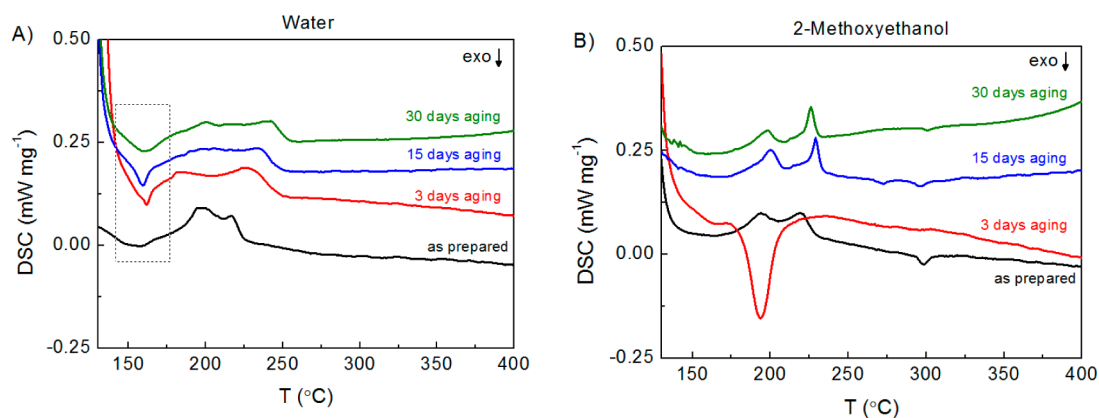 A)
Water
0.50
0.25
0.00
-0.25
DSC (mW mg⁻¹)
exo ↓
30 days aging
15 days aging
3 days aging
as prepared
150 200 250 300 350 400
T (°C)
B)
2-Methoxyethanol
0.50
0.25
0.00
-0.25
DSC (mW mg⁻¹)
exo ↓
30 days aging
15 days aging
3 days aging
as prepared
150 200 250 300 350 400
T (°C)